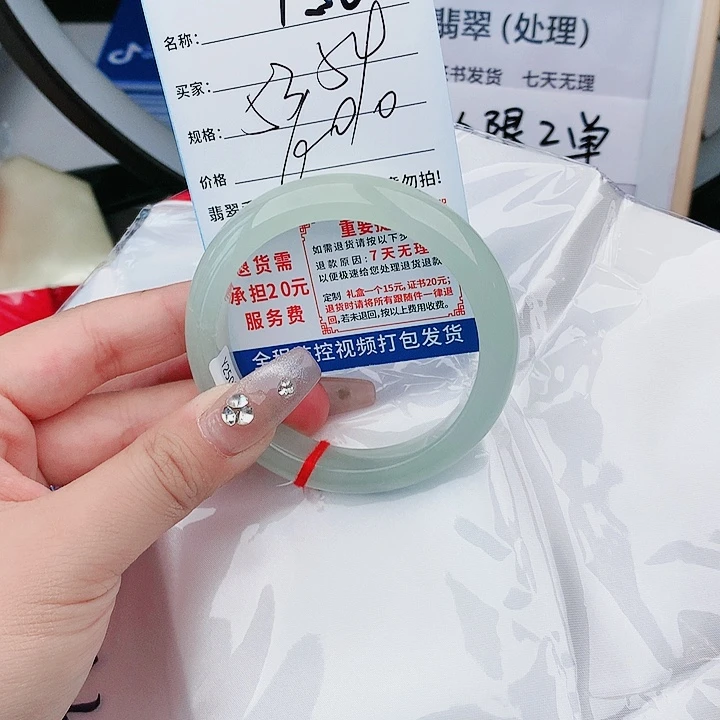 名称：
买家：
规格：
价格
翡翠
勿拍!
退货需
承担20元
服务费
重要
如需退货请按以下步
退款原因：7天无理
以便极速给您处理退货退款
定制 礼盒一个15元，证书20元；
退货时请将所有跟随件一律退
回，若未退回，按以上费用收费。
全程监控视频打包发货
翡翠 (处理)
证书发货 七天无理
限2单